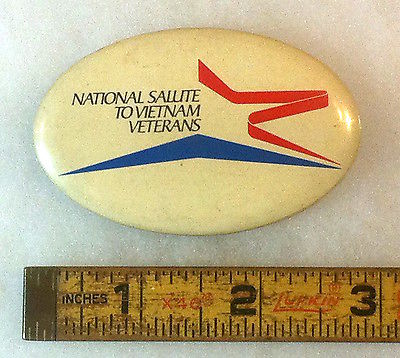 NATIONAL SALUTE
TO VIETNAM
VETERANS
INCHES 1 2 3
LUFKIN